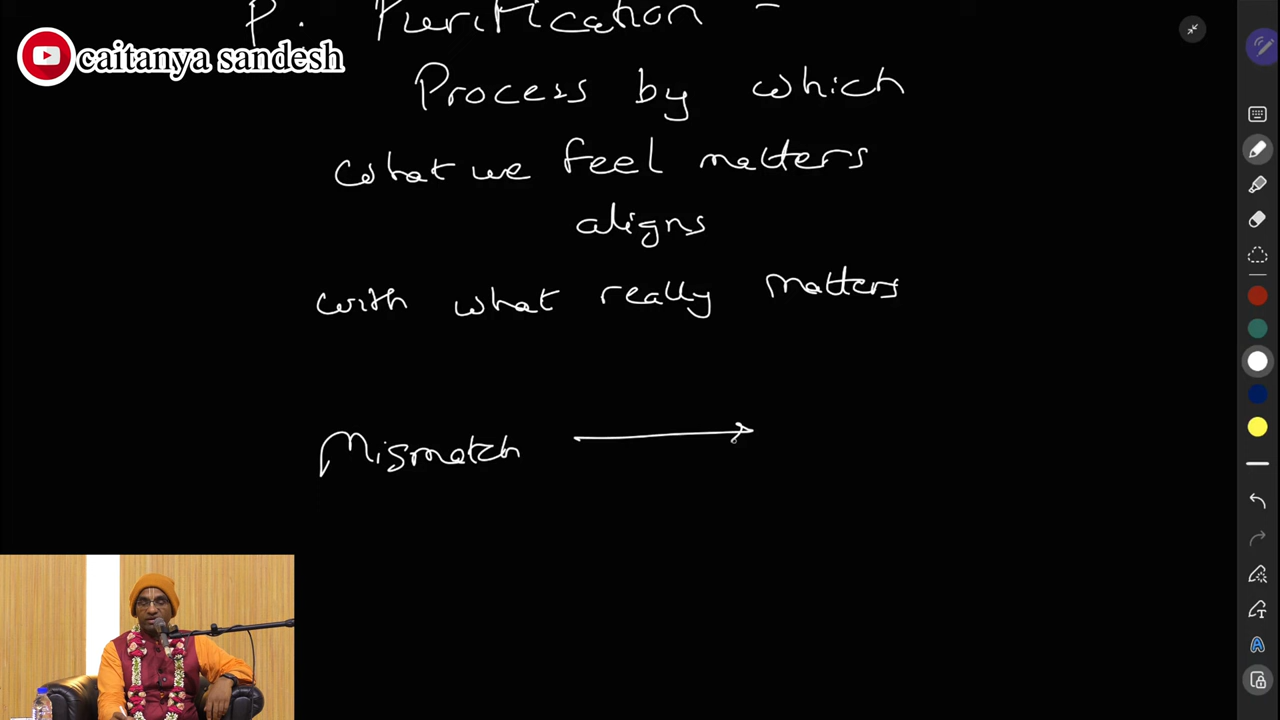 P. Purification =
caitanya sandesh
Process by which
what we feel matters
aligns
with what really matters
Mismatch